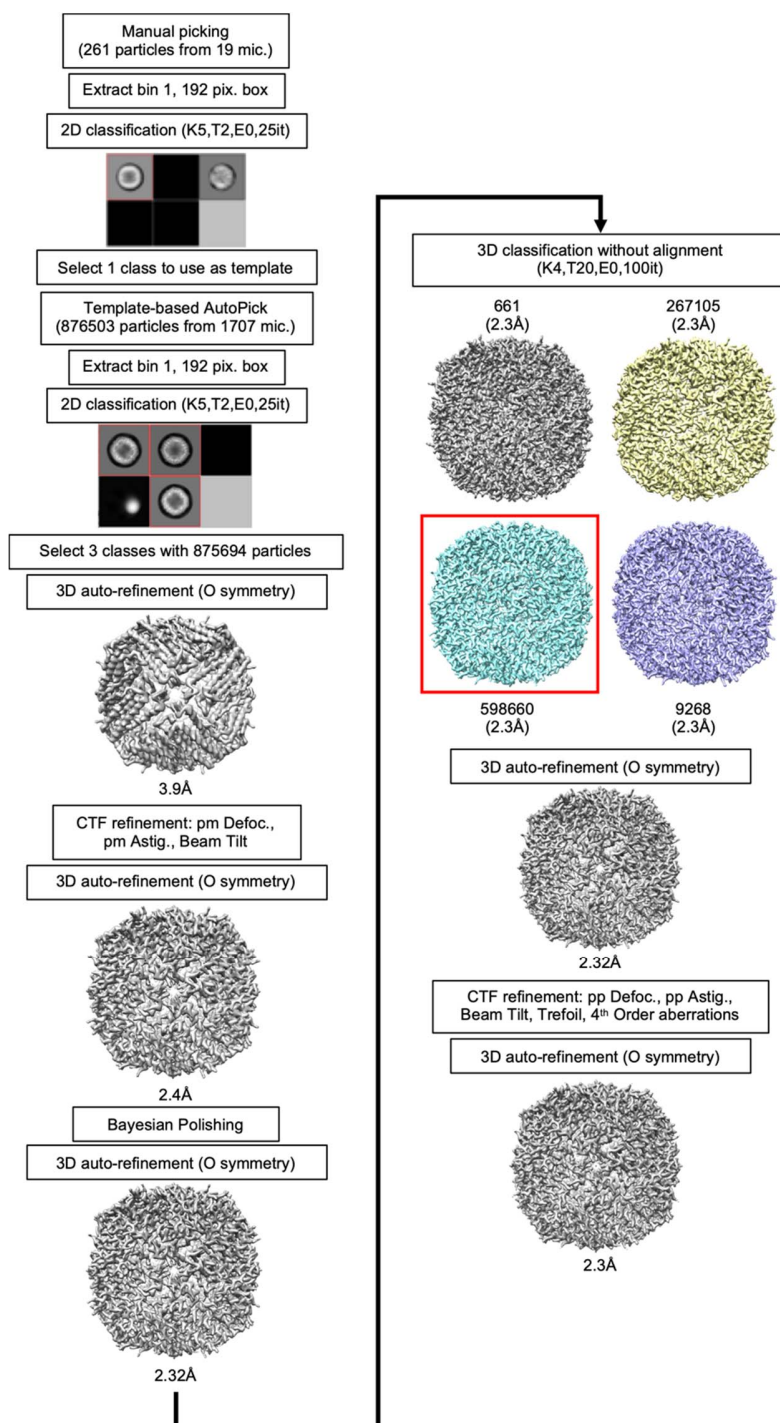 Manual picking
(261 particles from 19 mic.)
Extract bin 1, 192 pix. box
2D classification (K5,T2,E0,25it)
Select 1 class to use as template
Template-based AutoPick
(876503 particles from 1707 mic.)
Extract bin 1, 192 pix. box
2D classification (K5,T2,E0,25it)
Select 3 classes with 875694 particles
3D auto-refinement (O symmetry)
3.9Å
CTF refinement: pm Defoc.,
pm Astig., Beam Tilt
3D auto-refinement (O symmetry)
2.4Å
Bayesian Polishing
3D auto-refinement (O symmetry)
2.32Å
3D classification without alignment
(K4,T20,E0,100it)
661
(2.3Å)
267105
(2.3Å)
598660
(2.3Å)
9268
(2.3Å)
3D auto-refinement (O symmetry)
2.32Å
CTF refinement: pp Defoc., pp Astig.,
Beam Tilt, Trefoil, 4th Order aberrations
3D auto-refinement (O symmetry)
2.3Å